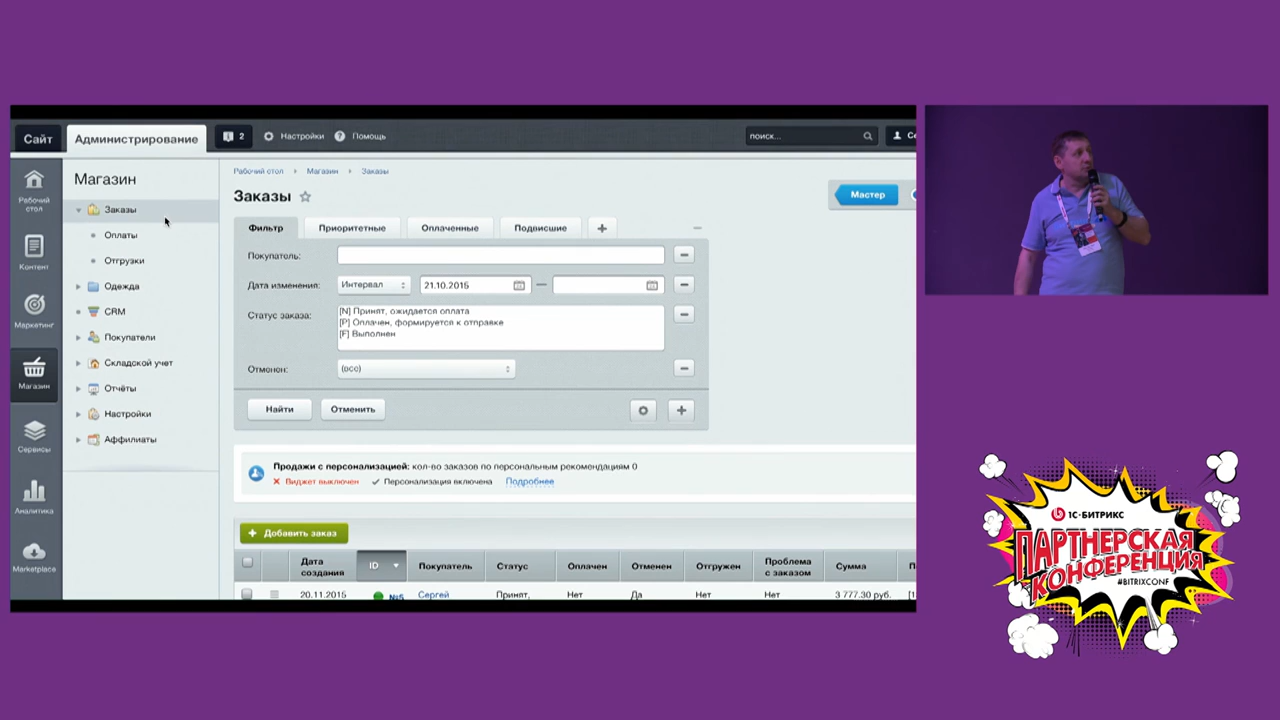 Сайт
Администрирование
2
Настройки
Помощь
поиск...
Рабочий стол
Магазин
Заказы
Рабочий стол
Контент
Маркетинг
Магазин
Сервисы
Аналитика
Marketplace
Магазин
Заказы
Оплаты
Отгрузки
Одежда
CRM
Покупатели
Складской учет
Отчёты
Настройки
Аффилиаты
Заказы
Мастер
Фильтр
Приоритетные
Оплаченные
Подвисшие
Покупатель:
Дата изменения:
Интервал
21.10.2015
Статус заказа:
[N] Принят, ожидается оплата
[P] Оплачен, формируется к отправке
[F] Выполнен
Отменен:
(все)
Найти
Отменить
Продажи с персонализацией: кол-во заказов по персональным рекомендациям 0
Виджет выключен
Персонализация включена
Подробнее
Добавить заказ
Дата создания
ID
Покупатель
Статус
Оплачен
Отменен
Отгружен
Проблема с заказом
Сумма
20.11.2015
№5
Сергей
Принят,
Нет
Да
Нет
Нет
3 777.30 руб.
1С-БИТРИКС
ПАРТНЕРСКАЯ
КОНФЕРЕНЦИЯ
#BITRIXCONF